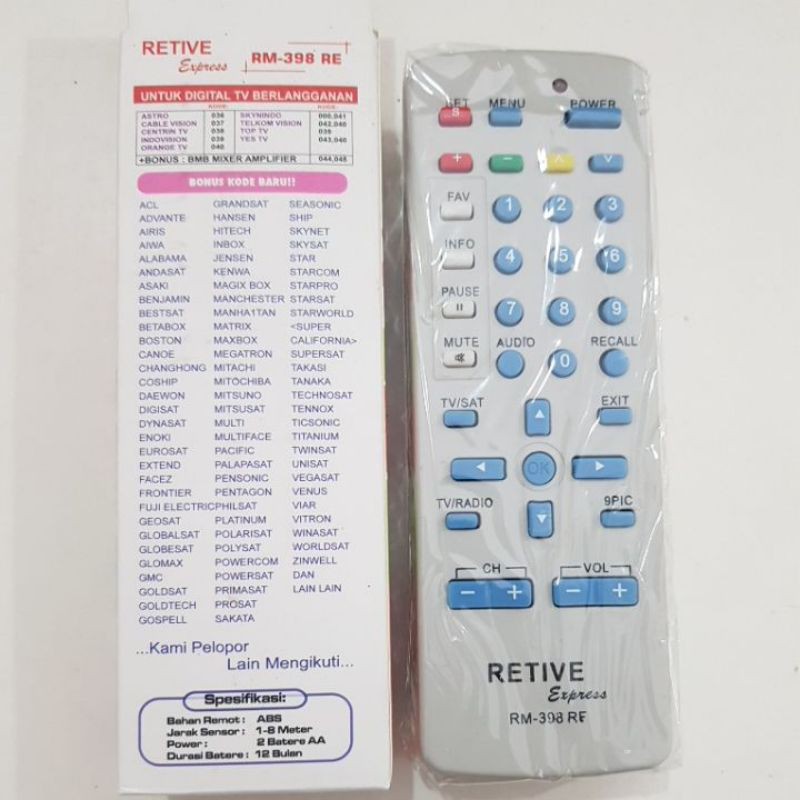 RETIVE
Express
RM-398 RE
UNTUK DIGITAL TV BERLANGGANAN
KODE: KODE:
ASTRO 036 SKYNINDO 000,041
CABLE VISION 037 TELKOM VISION 042,046
CENTRIN TV 038 TOP TV 039
INDOVISION 039 YES TV 043,046
ORANGE TV 040
+BONUS : BMB MIXER AMPLIFIER 044,045
BONUS KODE BARU!!
ACL GRANDSAT SEASONIC
ADVANTE HANSEN SHIP
AIRIS HITECH SKYNET
AIWA INBOX SKYSAT
ALABAMA JENSEN STAR
ANDASAT KENWA STARCOM
ASAKI MAGIX BOX STARPRO
BENJAMIN MANCHESTER STARSAT
BESTSAT MANHA1TAN STARWORLD
BETABOX MATRIX <SUPER
BOSTON MAXBOX CALIFORNIA>
CANOE MEGATRON SUPERSAT
CHANGHONG MITACHI TAKASI
COSHIP MITOCHIBA TANAKA
DAEWON MITSUNO TECHNOSAT
DIGISAT MITSUSAT TENNOX
DYNASAT MULTI TICSONIC
ENOKI MULTIFACE TITANIUM
EUROSAT PACIFIC TWINSAT
EXTEND PALAPASAT UNISAT
FACEZ PENSONIC VEGASAT
FRONTIER PENTAGON VENUS
FUJI ELECTRIC PHILSAT VIAR
GEOSAT PLATINUM VITRON
GLOBALSAT POLARISAT WINASAT
GLOBESAT POLYSAT WORLDSAT
GLOMAX POWERCOM ZINWELL
GMC POWERSAT DAN
GOLDSAT PRIMASAT LAIN LAIN
GOLDTECH PROSAT
GOSPELL SAKATA
...Kami Pelopor
Lain Mengikuti...
Spesifikasi:
Bahan Remot : ABS
Jarak Sensor : 1-8 Meter
Power : 2 Batere AA
Durasi Batere : 12 Bulan
SET MENU POWER
S
+ −
FAV 1 2 3
INFO 4 5 6
PAUSE 7 8 9
MUTE AUDIO 0 RECALL
TV/SAT EXIT
OK
TV/RADIO 9PIC
CH VOL
− + − +
RETIVE
Express
RM-398 RE